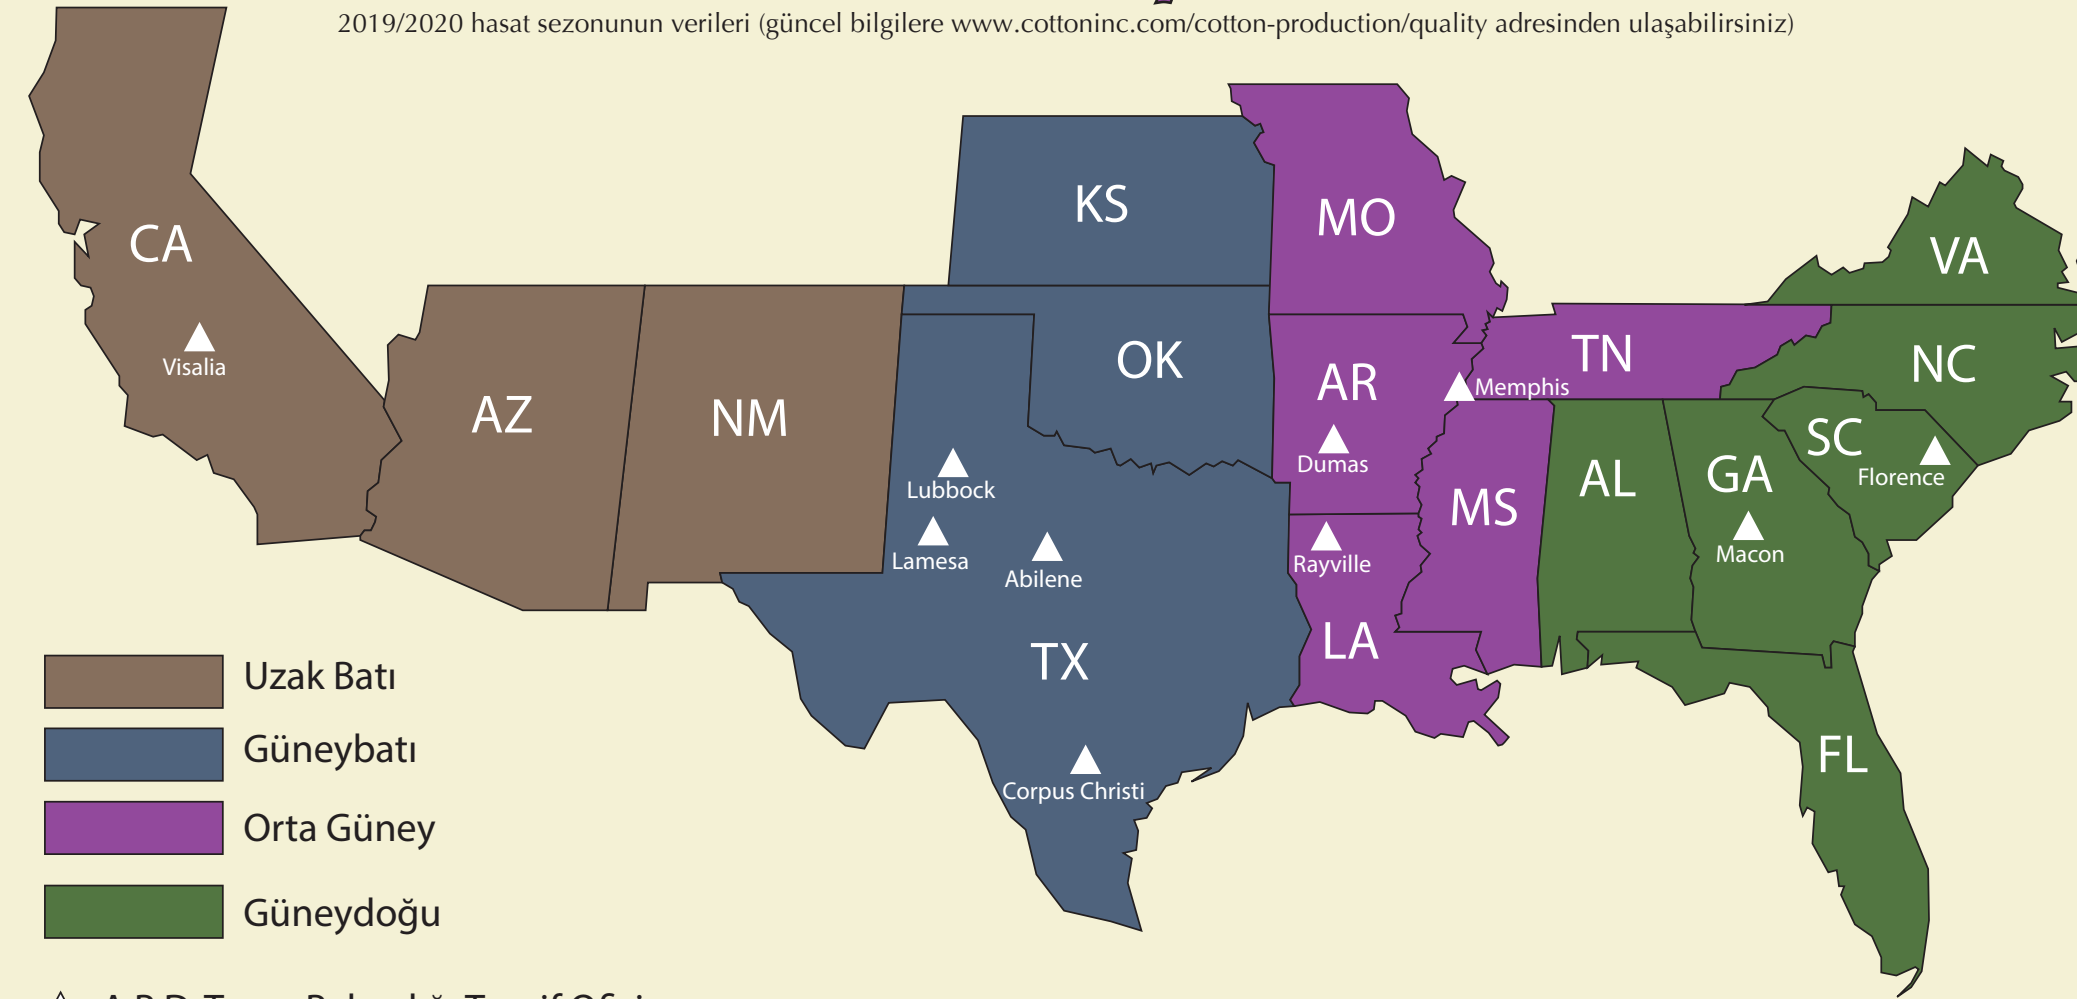 2019/2020 hasat sezonunun verileri (güncel bilgilere www.cottoninc.com/cotton-production/quality adresinden ulaşabilirsiniz)
KS
MO
CA
VA
Visalia
OK
TN
NC
AR
Memphis
AZ
NM
SC
Dumas
Florence
Lubbock
MS
AL
GA
Lamesa
Abilene
Rayville
Macon
TX
LA
FL
Corpus Christi
Uzak Batı
Güneybatı
Orta Güney
Güneydoğu